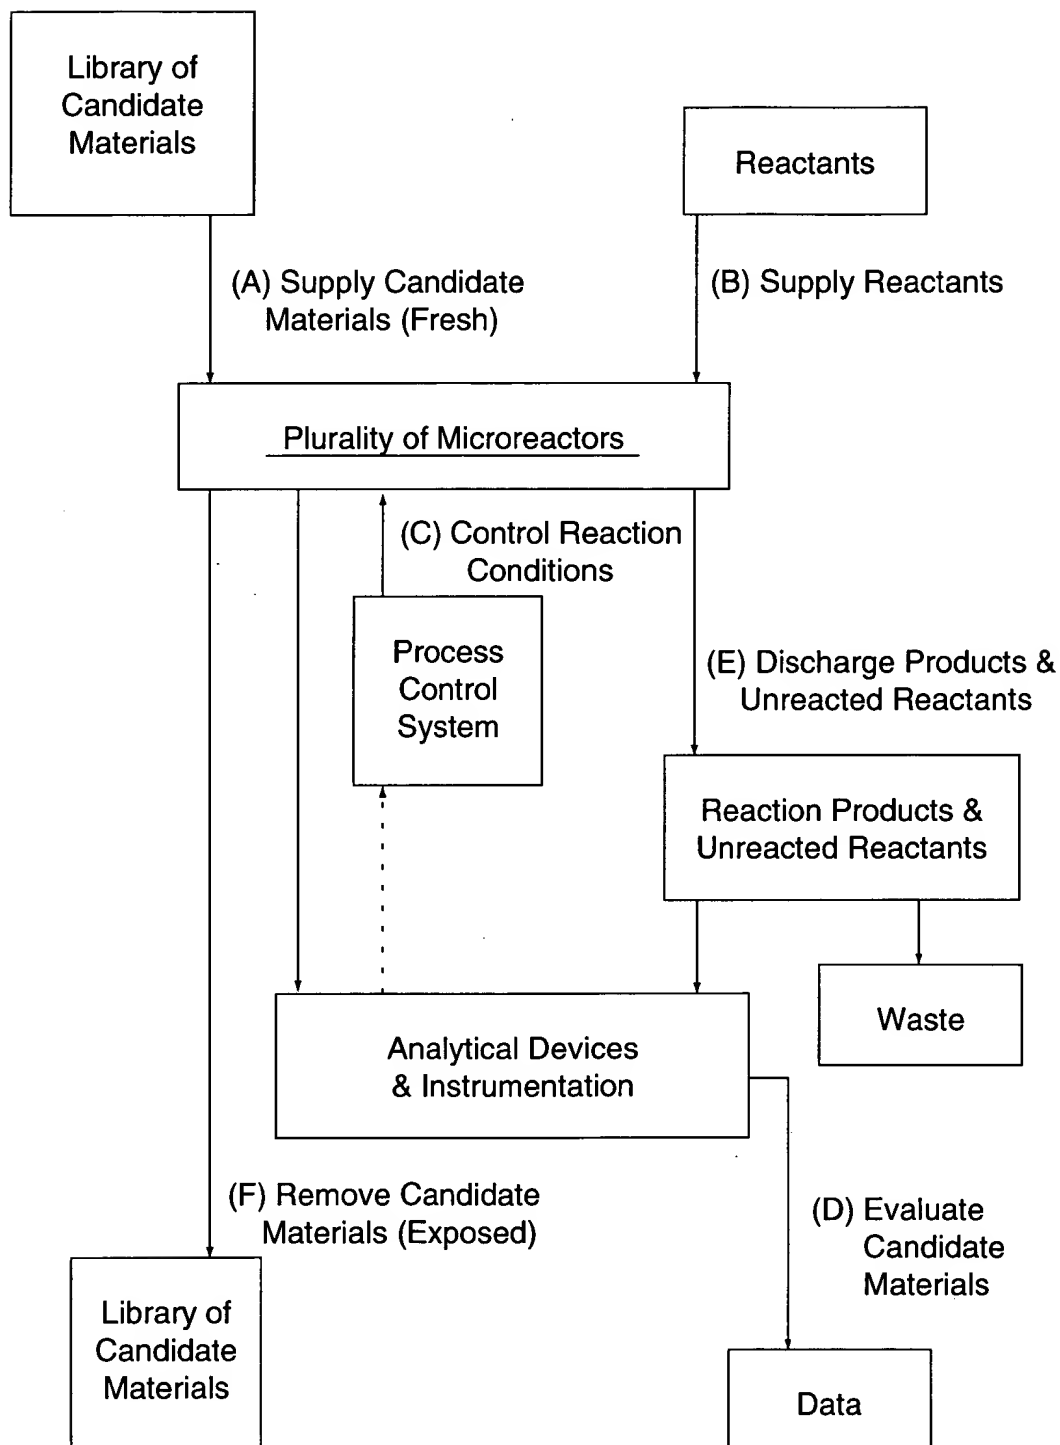 Library of
Candidate
Materials
Reactants
(A) Supply Candidate
Materials (Fresh)
(B) Supply Reactants
Plurality of Microreactors
(C) Control Reaction
Conditions
Process
Control
System
(E) Discharge Products &
Unreacted Reactants
Reaction Products &
Unreacted Reactants
Waste
Analytical Devices
& Instrumentation
(F) Remove Candidate
Materials (Exposed)
(D) Evaluate
Candidate
Materials
Library of
Candidate
Materials
Data